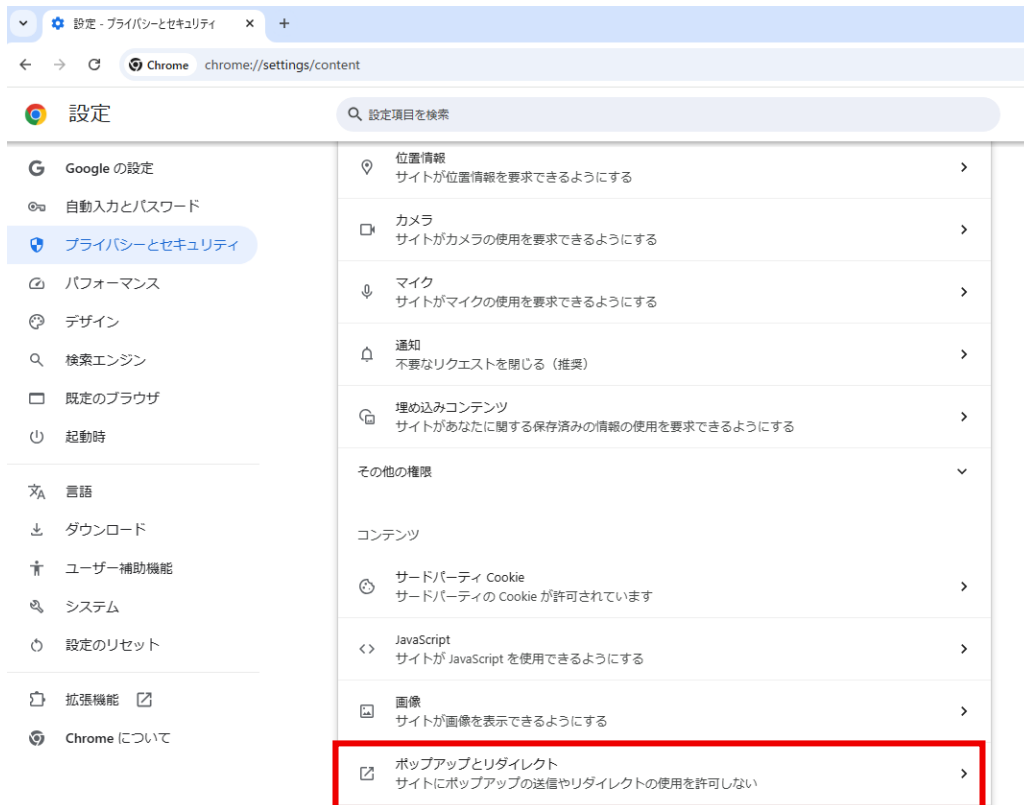 設定 - プライバシーとセキュリティ
Chrome
chrome://settings/content
設定
設定項目を検索
Google の設定
自動入力とパスワード
プライバシーとセキュリティ
パフォーマンス
デザイン
検索エンジン
既定のブラウザ
起動時
言語
ダウンロード
ユーザー補助機能
システム
設定のリセット
拡張機能
Chrome について
位置情報
サイトが位置情報を要求できるようにする
カメラ
サイトがカメラの使用を要求できるようにする
マイク
サイトがマイクの使用を要求できるようにする
通知
不要なリクエストを閉じる（推奨）
埋め込みコンテンツ
サイトがあなたに関する保存済みの情報の使用を要求できるようにする
その他の権限
コンテンツ
サードパーティ Cookie
サードパーティの Cookie が許可されています
JavaScript
サイトが JavaScript を使用できるようにする
画像
サイトが画像を表示できるようにする
ポップアップとリダイレクト
サイトにポップアップの送信やリダイレクトの使用を許可しない